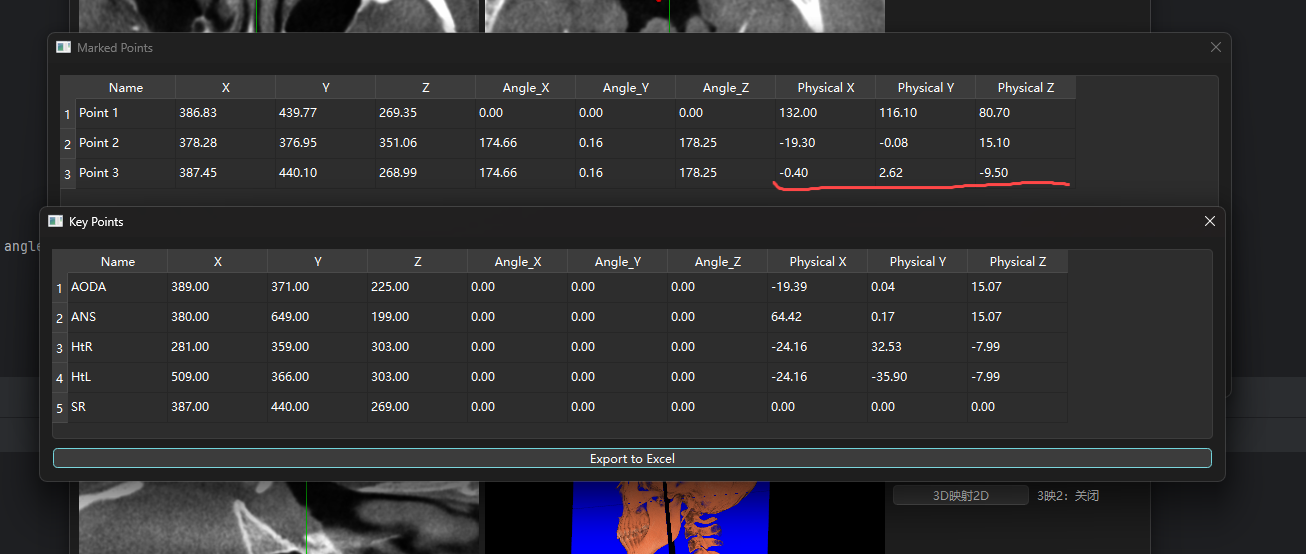 Marked Points
Name X Y Z Angle_X Angle_Y Angle_Z Physical X Physical Y Physical Z
1 Point 1 386.83 439.77 269.35 0.00 0.00 0.00 132.00 116.10 80.70
2 Point 2 378.28 376.95 351.06 174.66 0.16 178.25 -19.30 -0.08 15.10
3 Point 3 387.45 440.10 268.99 174.66 0.16 178.25 -0.40 2.62 -9.50
Key Points
angle
Name X Y Z Angle_X Angle_Y Angle_Z Physical X Physical Y Physical Z
1 AODA 389.00 371.00 225.00 0.00 0.00 0.00 -19.39 0.04 15.07
2 ANS 380.00 649.00 199.00 0.00 0.00 0.00 64.42 0.17 15.07
3 HtR 281.00 359.00 303.00 0.00 0.00 0.00 -24.16 32.53 -7.99
4 HtL 509.00 366.00 303.00 0.00 0.00 0.00 -24.16 -35.90 -7.99
5 SR 387.00 440.00 269.00 0.00 0.00 0.00 0.00 0.00 0.00
Export to Excel
3D映射2D 3映2：关闭